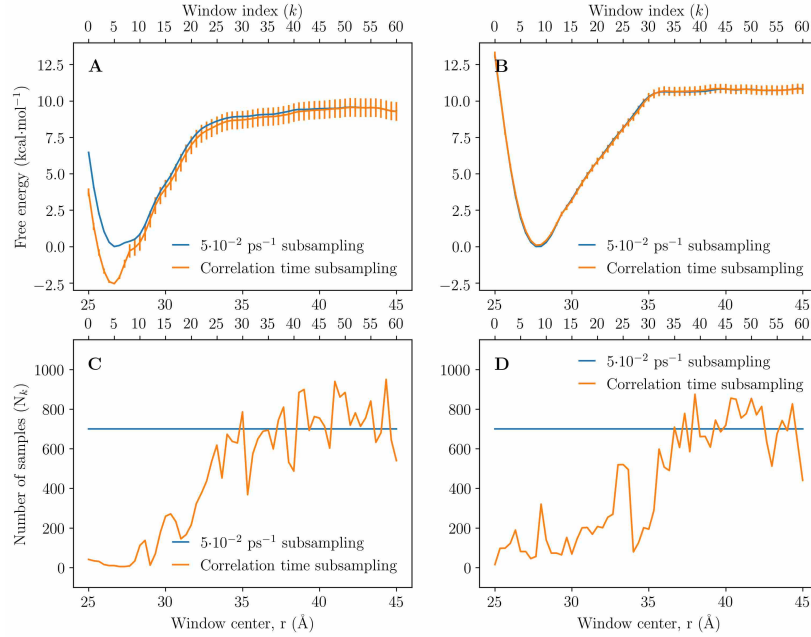 Window index (k)
Window index (k)
0 5 10 15 20 25 30 35 40 45 50 55 60
0 5 10 15 20 25 30 35 40 45 50 55 60
A
B
Free energy (kcal·mol⁻¹)
12.5
10.0
7.5
5.0
2.5
0.0
−2.5
12.5
10.0
7.5
5.0
2.5
0.0
−2.5
5·10⁻² ps⁻¹ subsampling
Correlation time subsampling
5·10⁻² ps⁻¹ subsampling
Correlation time subsampling
25 30 35 40 45
25 30 35 40 45
0 5 10 15 20 25 30 35 40 45 50 55 60
0 5 10 15 20 25 30 35 40 45 50 55 60
C
D
Number of samples (Nₖ)
1000
800
600
400
200
0
1000
800
600
400
200
0
5·10⁻² ps⁻¹ subsampling
Correlation time subsampling
5·10⁻² ps⁻¹ subsampling
Correlation time subsampling
25 30 35 40 45
25 30 35 40 45
Window center, r (Å)
Window center, r (Å)